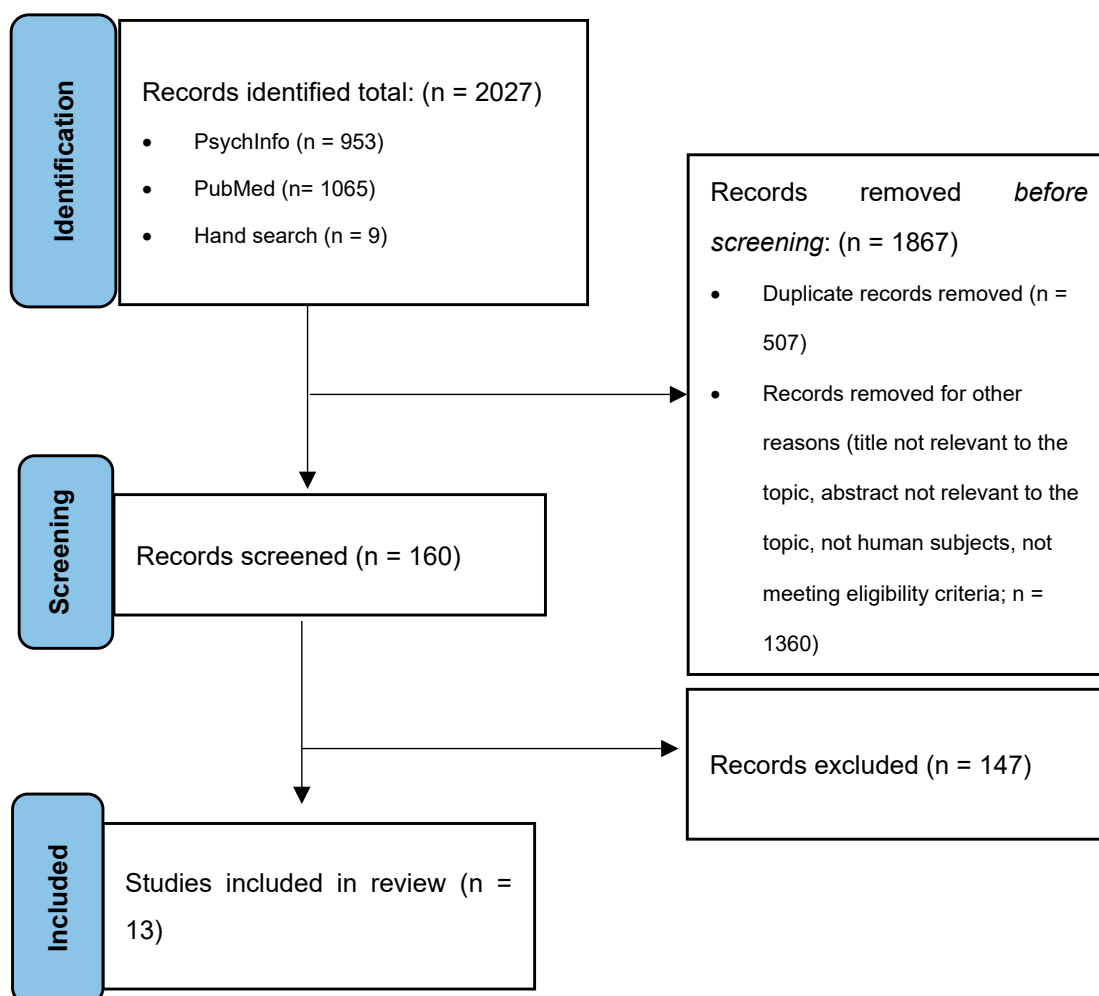 Identification
Records identified total: (n = 2027)
• PsychInfo (n = 953)
• PubMed (n= 1065)
• Hand search (n = 9)
Records removed before
screening: (n = 1867)
• Duplicate records removed (n =
507)
• Records removed for other
reasons (title not relevant to the
topic, abstract not relevant to the
topic, not human subjects, not
meeting eligibility criteria; n =
1360)
Screening
Records screened (n = 160)
Records excluded (n = 147)
Included
Studies included in review (n =
13)